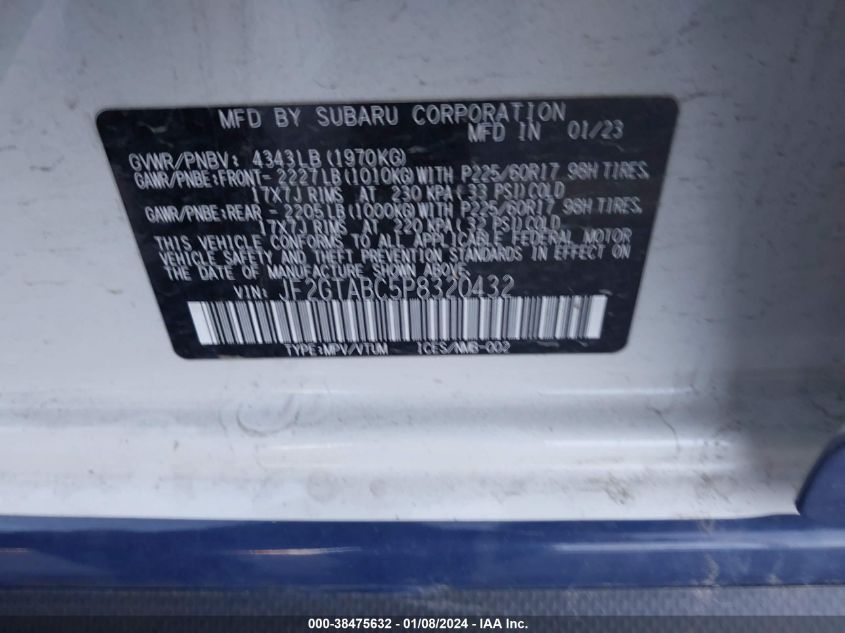 MFD BY SUBARU CORPORATION
MFD IN 01/23
GVWR/PNBV: 4343LB(1970KG)
GAWR/PNBE:FRONT- 2227LB(1010KG)WITH P225/60R17 98H TIRES,
17X7J RIMS AT 230 KPA( 33 PSI)COLD
GAWR/PNBE:REAR - 2205LB(1000KG)WITH P225/60R17 98H TIRES,
17X7J RIMS AT 220 KPA( 32 PSI)COLD
THIS VEHICLE CONFORMS TO ALL APPLICABLE FEDERAL MOTOR
VEHICLE SAFETY AND THEFT PREVENTION STANDARDS IN EFFECT ON
THE DATE OF MANUFACTURE SHOWN ABOVE.
VIN: JF2GTABC5P8320432
TYPE:MPV/VTUM ICES/NMB-002
000-38475632 - 01/08/2024 - IAA Inc.